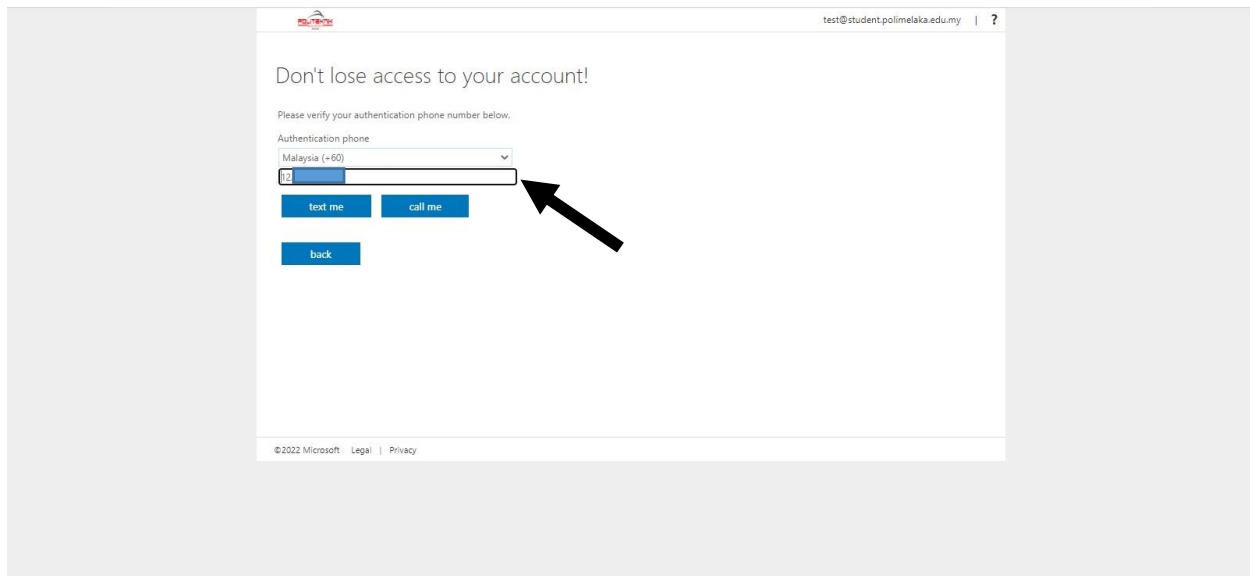 POLITEKNIK
test@student.polimelaka.edu.my | ?
Don't lose access to your account!
Please verify your authentication phone number below.
Authentication phone
Malaysia (+60)
12
text me call me
back
©2022 Microsoft Legal | Privacy